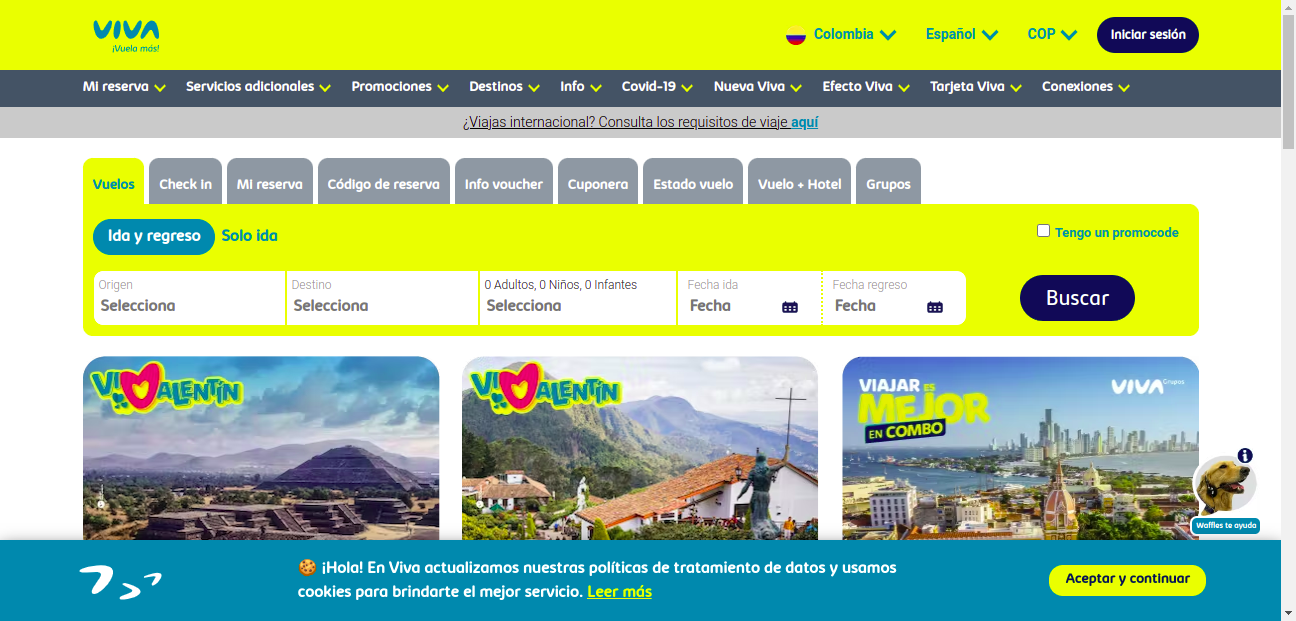 VIVA
¡Vuela más!
Colombia
Español
COP
Iniciar sesión
Mi reserva
Servicios adicionales
Promociones
Destinos
Info
Covid-19
Nueva Viva
Efecto Viva
Tarjeta Viva
Conexiones
¿Viajas internacional? Consulta los requisitos de viaje aquí
Vuelos
Check In
Mi reserva
Código de reserva
Info voucher
Cuponera
Estado vuelo
Vuelo + Hotel
Grupos
Ida y regreso
Solo ida
Tengo un promocode
Origen
Selecciona
Destino
Selecciona
0 Adultos, 0 Niños, 0 Infantes
Selecciona
Fecha ida
Fecha
Fecha regreso
Fecha
Buscar
VIVALENTÍN
VIVALENTÍN
VIAJAR ES
MEJOR
EN COMBO
VIVA Grupos
i
Waffles te ayuda
¡Hola! En Viva actualizamos nuestras políticas de tratamiento de datos y usamos
cookies para brindarte el mejor servicio. Leer más
Aceptar y continuar